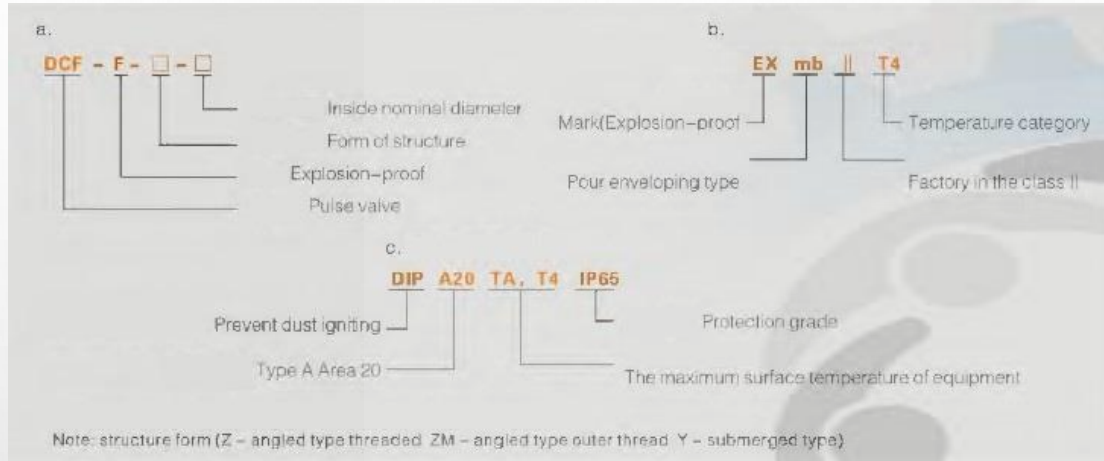 a.
DCF - F - □ - □
Inside nominal diameter
Form of structure
Explosion-proof
Pulse valve
b.
EX mb II T4
Mark(Explosion-proof
Temperature category
Pour enveloping type
Factory in the class II
c.
DIP A20 TA, T4 IP65
Prevent dust igniting
Protection grade
Type A Area 20
The maximum surface temperature of equipment
Note: structure form (Z - angled type threaded ZM - angled type outer thread Y - submerged type)